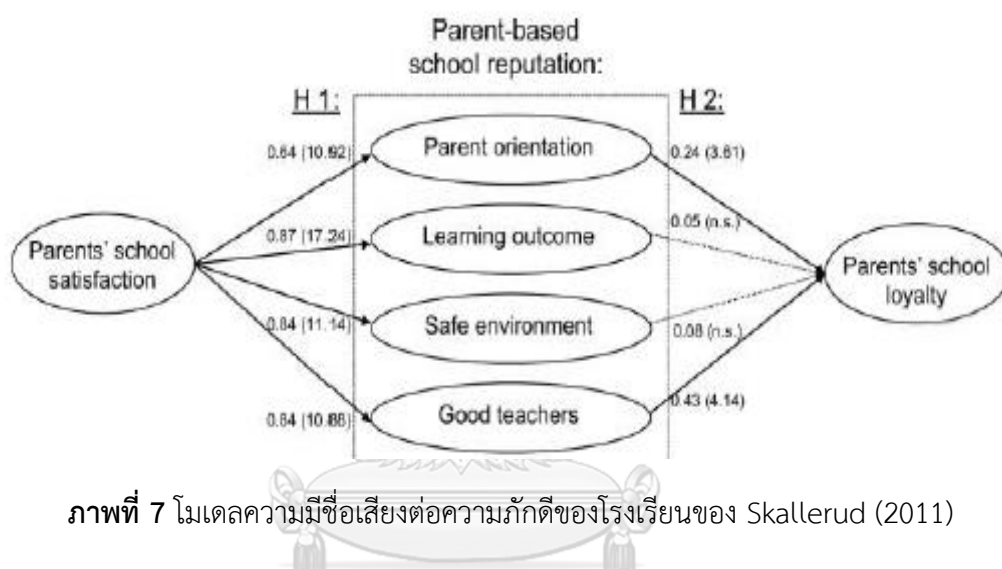 Parent-based
school reputation:
H 1:
H 2:
0.64 (10.92)
Parent orientation
0.24 (3.61)
0.87 (17.24)
Learning outcome
0.05 (n.s.)
Parents' school
satisfaction
Parents' school
loyalty
0.84 (11.14)
Safe environment
0.08 (n.s.)
0.84 (10.88)
Good teachers
0.43 (4.14)
ภาพที่ 7 โมเดลความมีชื่อเสียงต่อความภักดีของโรงเรียนของ Skallerud (2011)